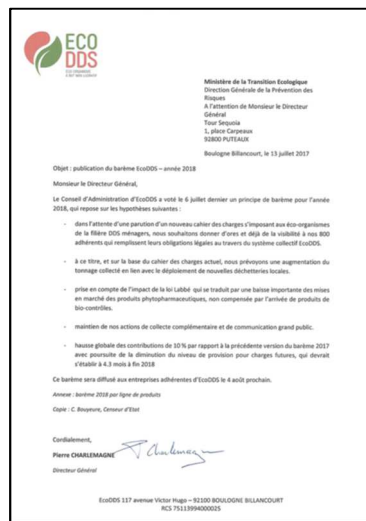 ECO
DDS
Ministère de la Transition Ecologique
Direction Générale de la Prévention des
Risques
A l'attention de Monsieur le Directeur
Général
Tour Sequoia
1, place Carpeaux
92800 PUTEAUX
Boulogne Billancourt, le 13 juillet 2017
Objet : publication du barème EcoDDS – année 2018
Monsieur le Directeur Général,
Le Conseil d'Administration d'EcoDDS a voté le 6 juillet dernier un principe de barème pour l'année
2018, qui repose sur les hypothèses suivantes :
- dans l'attente d'une parution d'un nouveau cahier des charges s'imposant aux éco-organismes
de la filière DDS ménagers, nous souhaitons donner d'ores et déjà de la visibilité à nos 800
adhérents qui remplissent leurs obligations légales au travers du système collectif EcoDDS.
- à ce titre, et sur la base du cahier des charges actuel, nous prévoyons une augmentation du
tonnage collecté en lien avec le déploiement de nouvelles déchetteries locales.
- prise en compte de l'impact de la loi Labbé qui se traduit par une baisse importante des mises
en marché des produits phytopharmaceutiques, non compensée par l'arrivée de produits de
bio-contrôles.
- maintien de nos actions de collecte complémentaire et de communication grand public.
- hausse globale des contributions de 10 % par rapport à la précédente version du barème 2017
avec poursuite de la diminution du niveau de provision pour charges futures, qui devrait
s'établir à 4.3 mois à fin 2018
Ce barème sera diffusé aux entreprises adhérentes d'EcoDDS le 4 août prochain.
Annexe : barème 2018 par ligne de produits
Copie : C. Bouyeure, Censeur d'Etat
Cordialement,
Pierre CHARLEMAGNE
P Charlemagne
Directeur Général
EcoDDS 117 avenue Victor Hugo – 92100 BOULOGNE BILLANCOURT
RCS 75113994000025